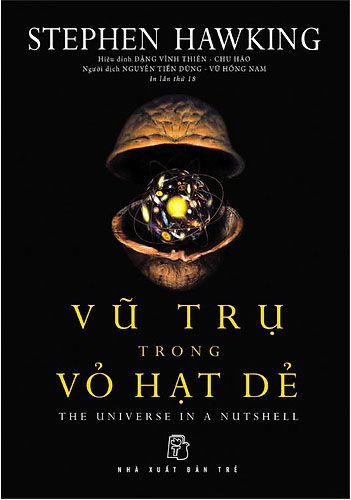 STEPHEN HAWKING
Hiệu đính ĐẶNG VĨNH THIÊN - CHU HẢO
Người dịch NGUYỄN TIẾN DŨNG - VŨ HỒNG NAM
In lần thứ 18
VŨ TRỤ
TRONG
VỎ HẠT DẺ
THE UNIVERSE IN A NUTSHELL
NHÀ XUẤT BẢN TRẺ